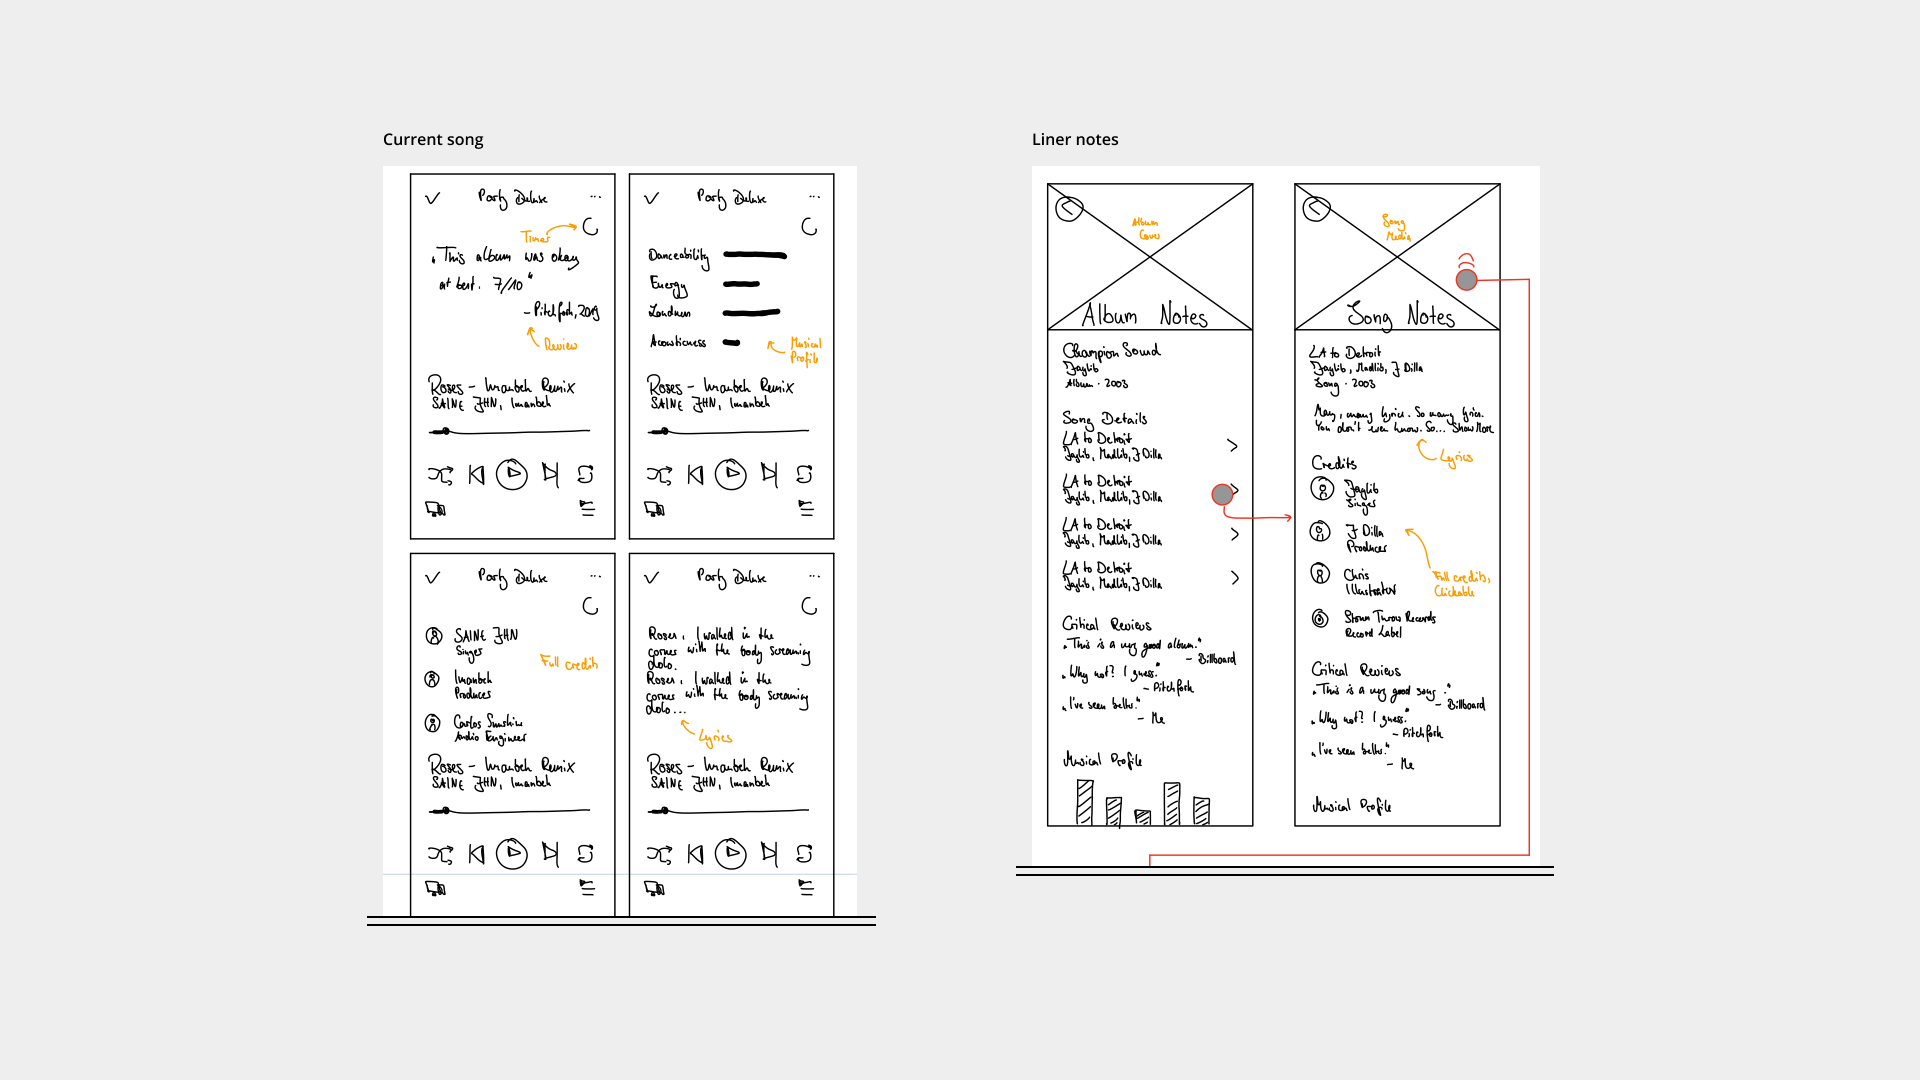 Current song
Party Deluxe
...
Timer
"This album was okay
at best. 7/10"
– Pitchfork, 2019
Review
Roses – Imanbek Remix
SAINt JHN, Imanbek
Party Deluxe
...
Danceability
Energy
Loudness
Acousticness
Musical
Profile
Roses – Imanbek Remix
SAINt JHN, Imanbek
Party Deluxe
...
SAINt JHN
Singer
Full credits
Imanbek
Producer
Carlos Sunshine
Audio Engineer
Roses – Imanbek Remix
SAINt JHN, Imanbek
Party Deluxe
...
Roses, I walked in the
corner with the body screaming
dolo.
Roses, I walked in the
corner with the body screaming
dolo...
Lyrics
Roses – Imanbek Remix
SAINt JHN, Imanbek
Liner notes
Album
Cover
Album Notes
Champion Sound
Jaylib
Album · 2003
Song Details
LA to Detroit
Jaylib, Madlib, J Dilla
LA to Detroit
Jaylib, Madlib, J Dilla
LA to Detroit
Jaylib, Madlib, J Dilla
LA to Detroit
Jaylib, Madlib, J Dilla
Critical Reviews
"This is a very good album."
– Billboard
"Why not? I guess."
– Pitchfork
"I've seen better."
– Me
Musical Profile
Song
Media
Song Notes
LA to Detroit
Jaylib, Madlib, J Dilla
Song · 2003
Many, many lyrics. So many lyrics.
You don't even know. So... Show More
Lyrics
Credits
Jaylib
Singer
J Dilla
Producer
Full credits,
Clickable
Chris
Illustrator
Stones Throw Records
Record Label
Critical Reviews
"This is a very good song."
– Billboard
"Why not? I guess."
– Pitchfork
"I've seen better."
– Me
Musical Profile